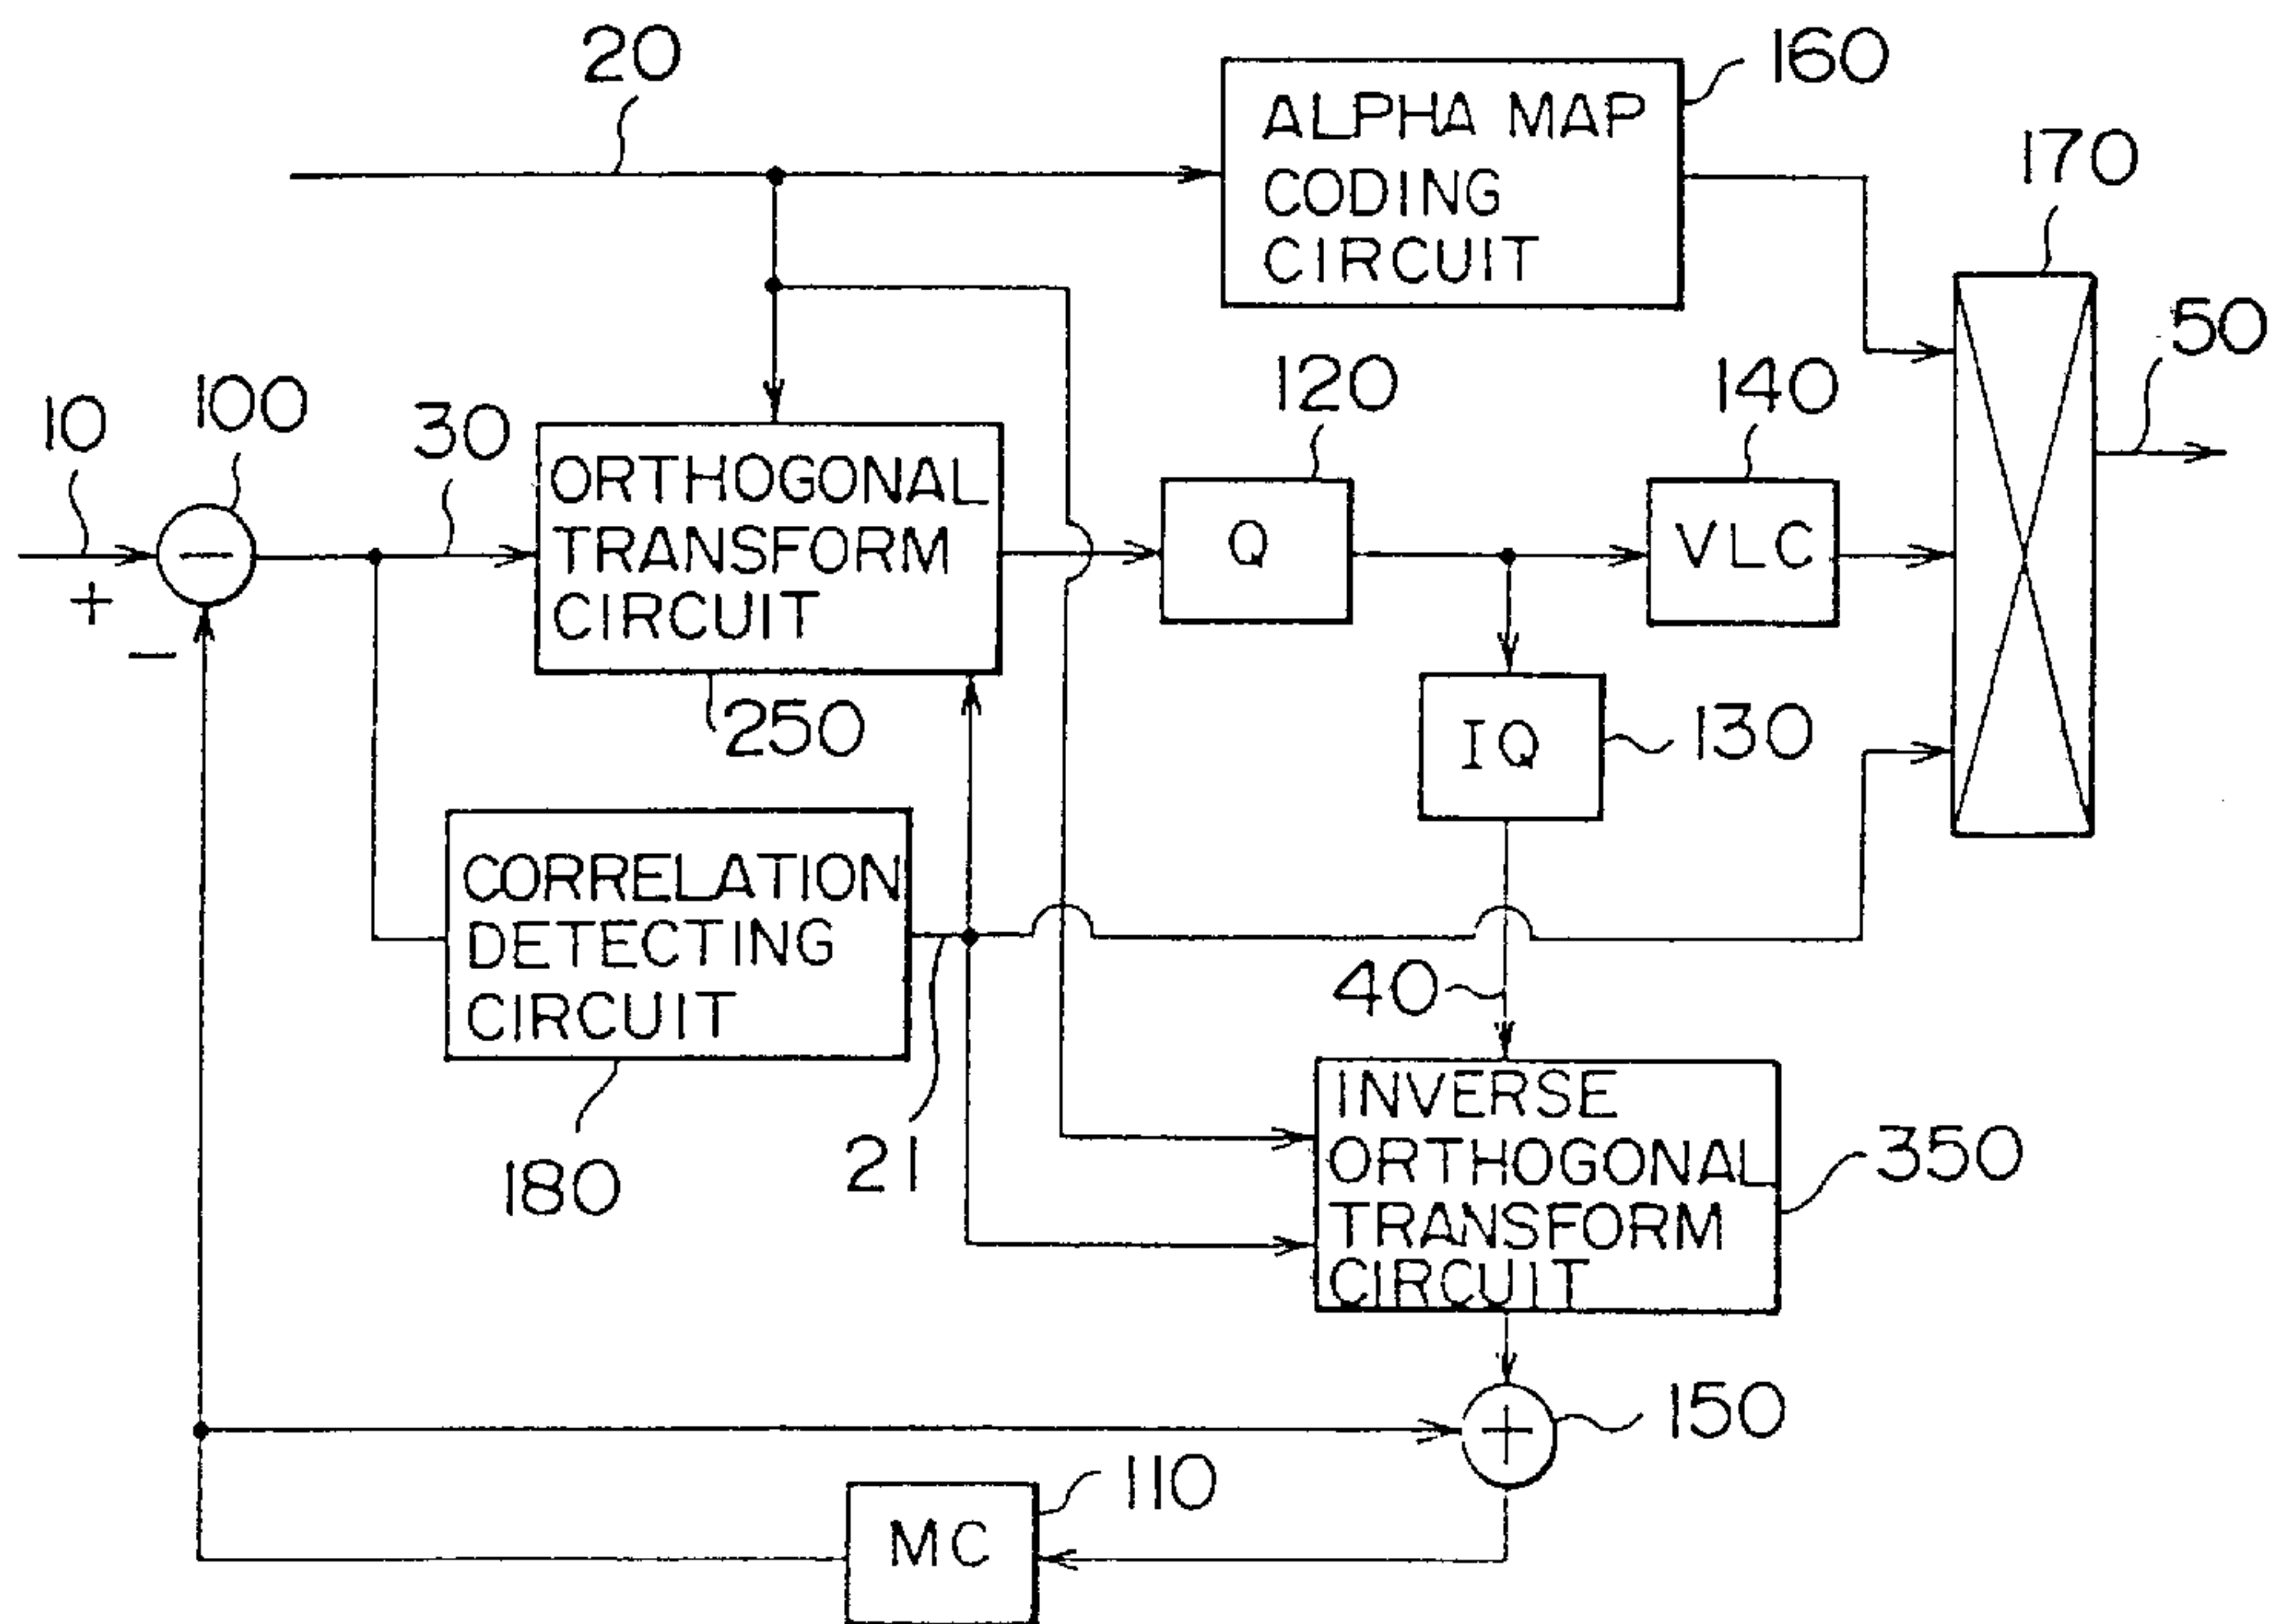 20
160
ALPHA MAP
CODING
CIRCUIT
170
50
10
100
30
120
140
+
−
ORTHOGONAL
TRANSFORM
CIRCUIT
Q
VLC
−
250
IQ
130
CORRELATION
DETECTING
CIRCUIT
40
21
180
INVERSE
ORTHOGONAL
TRANSFORM
CIRCUIT
350
+
150
110
MC